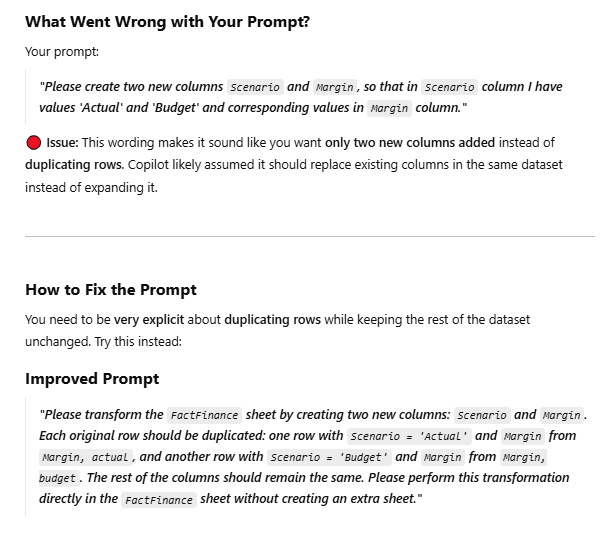 What Went Wrong with Your Prompt?
Your prompt:
"Please create two new columns Scenario and Margin, so that in Scenario column I have
values 'Actual' and 'Budget' and corresponding values in Margin column."
Issue: This wording makes it sound like you want only two new columns added instead of
duplicating rows. Copilot likely assumed it should replace existing columns in the same dataset
instead of expanding it.
How to Fix the Prompt
You need to be very explicit about duplicating rows while keeping the rest of the dataset
unchanged. Try this instead:
Improved Prompt
"Please transform the FactFinance sheet by creating two new columns: Scenario and Margin.
Each original row should be duplicated: one row with Scenario = 'Actual' and Margin from
Margin, actual, and another row with Scenario = 'Budget' and Margin from Margin,
budget. The rest of the columns should remain the same. Please perform this transformation
directly in the FactFinance sheet without creating an extra sheet."